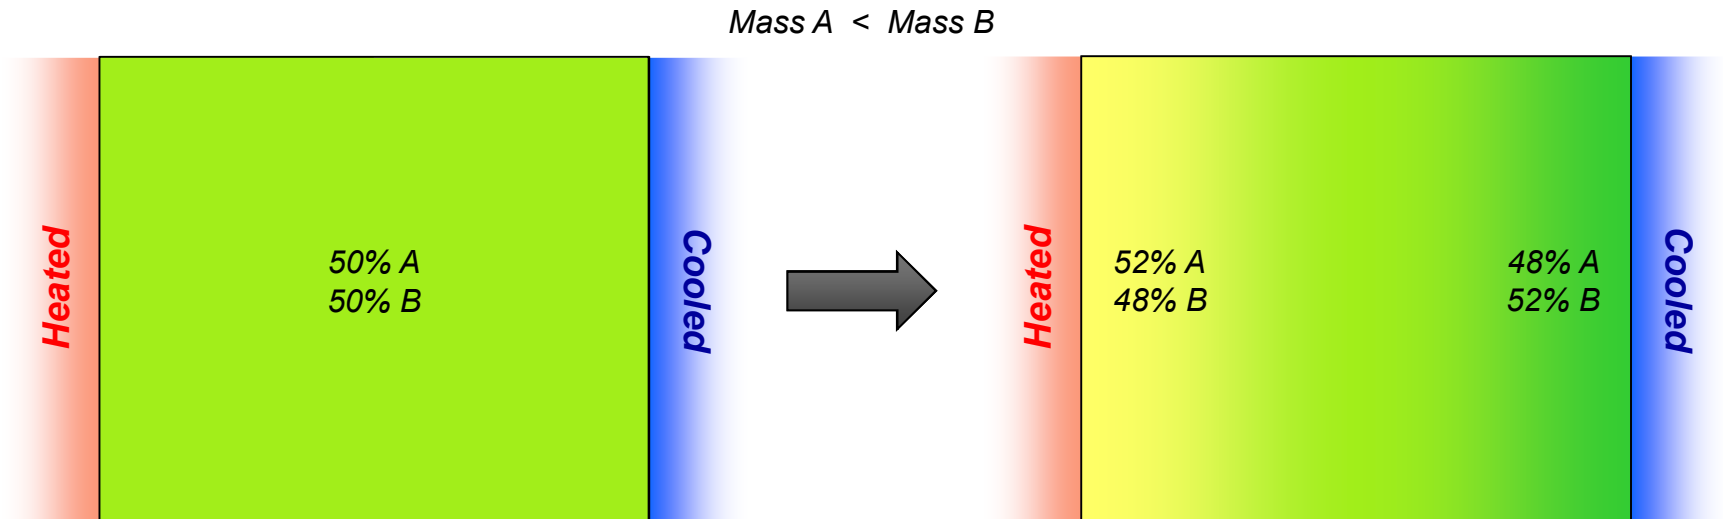 Mass A < Mass B
Heated
50% A
50% B
Cooled
Heated
52% A
48% B
48% A
52% B
Cooled